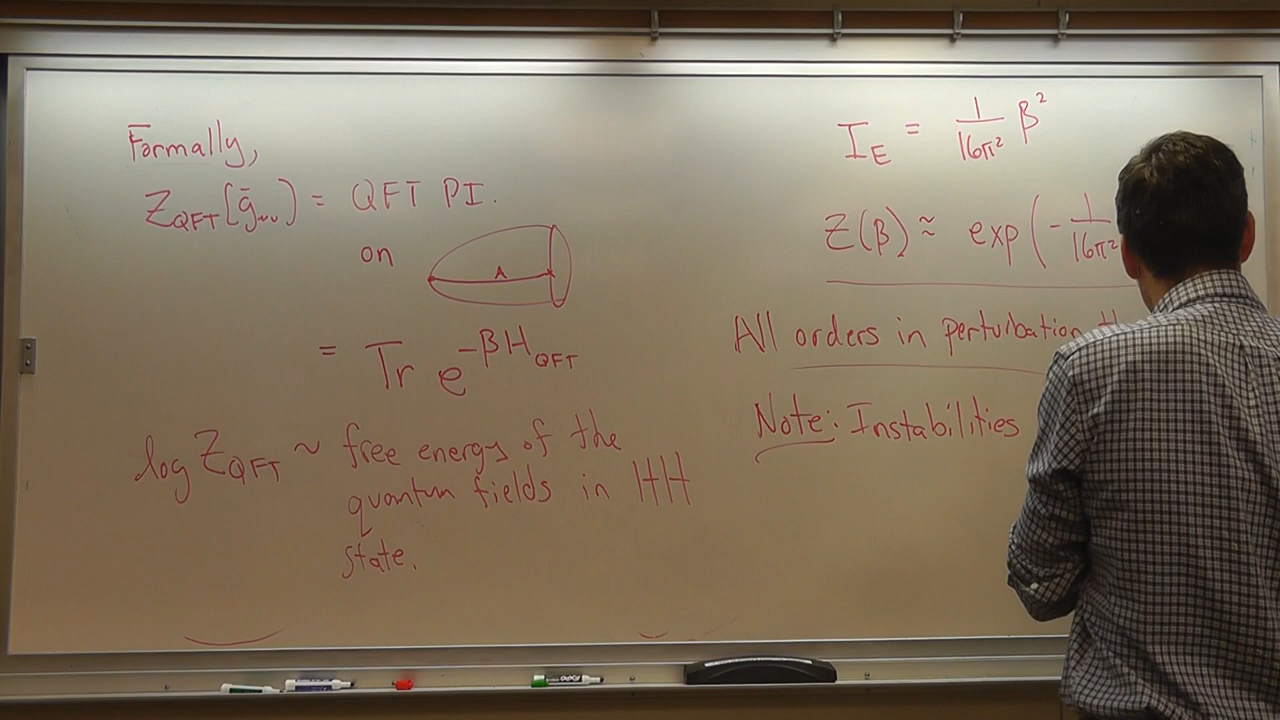 Formally,
Z_QFT[ḡ_μν) = QFT PI.
on
A
= Tr e^{-βH_QFT}
log Z_QFT ~ free energy of the
quantum fields in HH
state.
I_E = 1/16π² β²
Z(β) ≈ exp(-1/16π²
All orders in perturbation th
Note: Instabilities